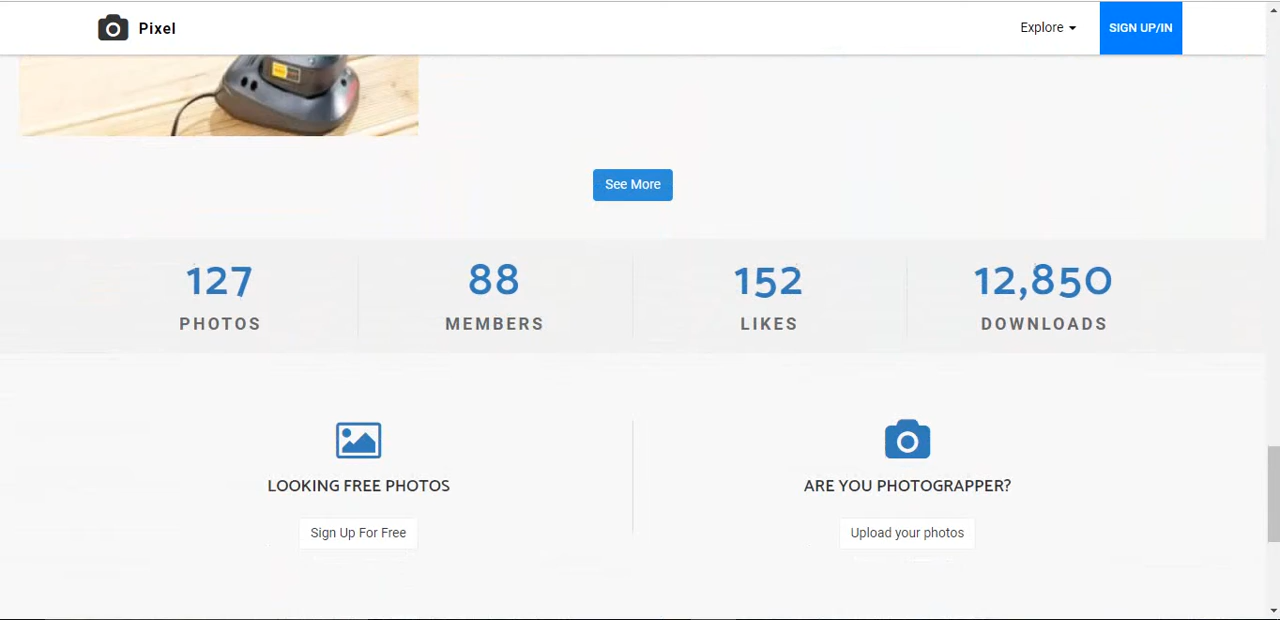 Pixel
Explore
SIGN UP/IN
See More
127
88
152
12,850
PHOTOS
MEMBERS
LIKES
DOWNLOADS
LOOKING FREE PHOTOS
ARE YOU PHOTOGRAPPER?
Sign Up For Free
Upload your photos